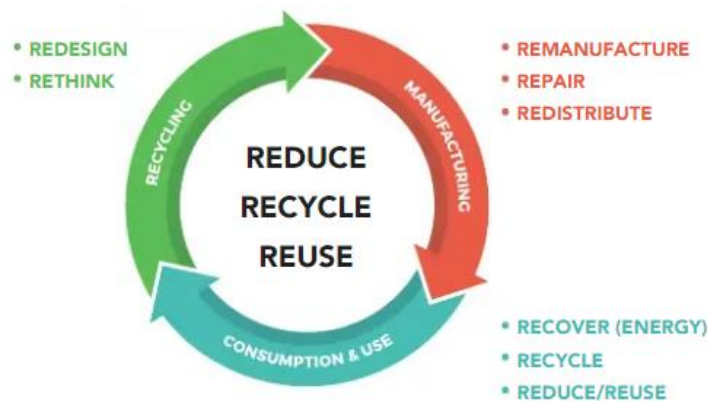 • REDESIGN
• RETHINK
• REMANUFACTURE
• REPAIR
• REDISTRIBUTE
RECYCLING
MANUFACTURING
REDUCE
RECYCLE
REUSE
CONSUMPTION & USE
• RECOVER (ENERGY)
• RECYCLE
• REDUCE/REUSE